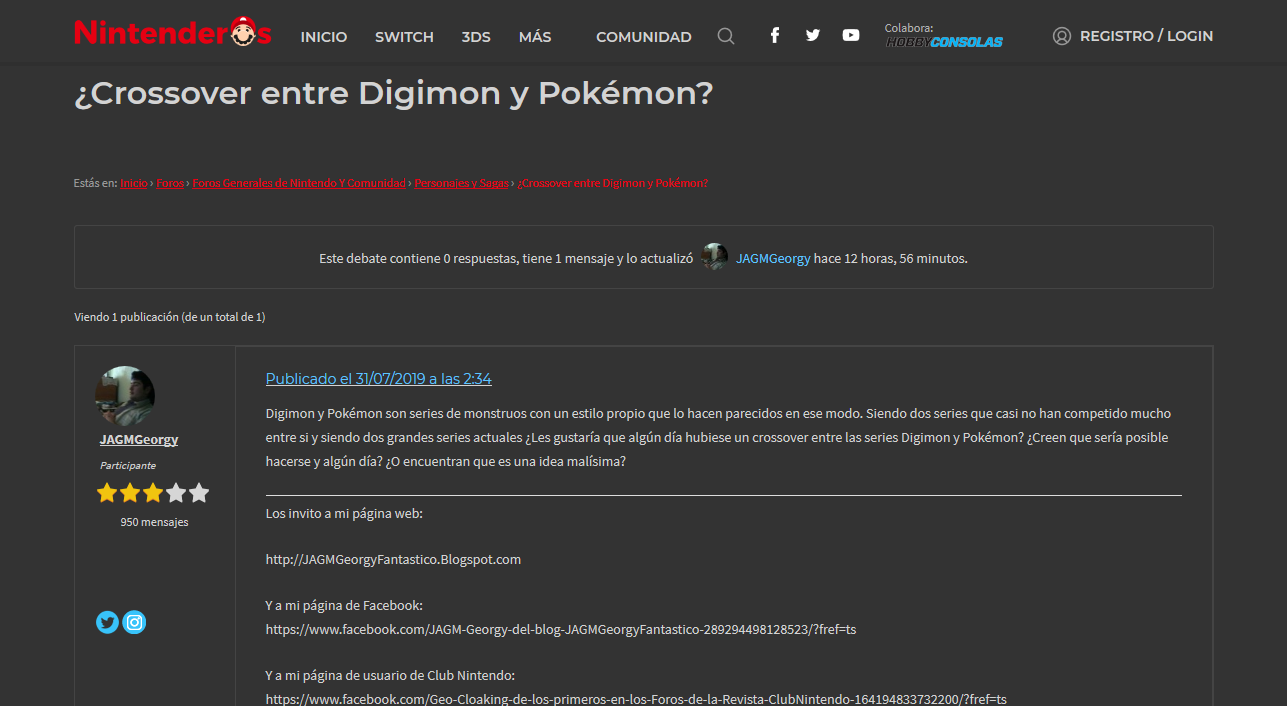 Nintenderos
INICIO SWITCH 3DS MÁS COMUNIDAD
Colabora:
HOBBYCONSOLAS
REGISTRO / LOGIN
¿Crossover entre Digimon y Pokémon?
Estás en: Inicio › Foros › Foros Generales de Nintendo Y Comunidad › Personajes y Sagas › ¿Crossover entre Digimon y Pokémon?
Este debate contiene 0 respuestas, tiene 1 mensaje y lo actualizó JAGMGeorgy hace 12 horas, 56 minutos.
Viendo 1 publicación (de un total de 1)
JAGMGeorgy
Participante
950 mensajes
Publicado el 31/07/2019 a las 2:34
Digimon y Pokémon son series de monstruos con un estilo propio que lo hacen parecidos en ese modo. Siendo dos series que casi no han competido mucho
entre si y siendo dos grandes series actuales ¿Les gustaría que algún día hubiese un crossover entre las series Digimon y Pokémon? ¿Creen que sería posible
hacerse y algún día? ¿O encuentran que es una idea malísima?
Los invito a mi página web:
http://JAGMGeorgyFantastico.Blogspot.com
Y a mi página de Facebook:
https://www.facebook.com/JAGM-Georgy-del-blog-JAGMGeorgyFantastico-289294498128523/?fref=ts
Y a mi página de usuario de Club Nintendo:
https://www.facebook.com/Geo-Cloaking-de-los-primeros-en-los-Foros-de-la-Revista-ClubNintendo-164194833732200/?fref=ts